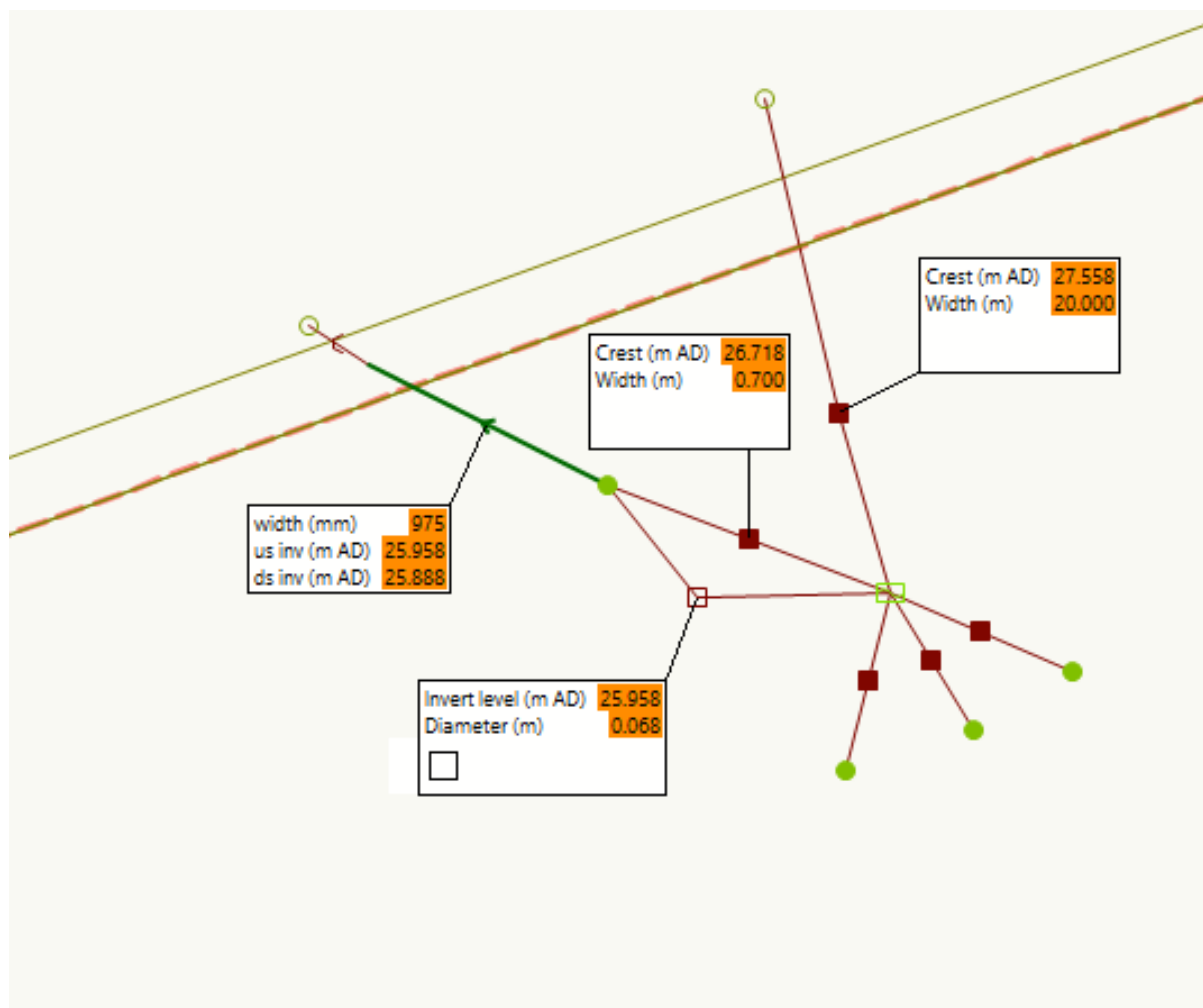 Crest (m AD) 27.558
Width (m) 20.000
Crest (m AD) 26.718
Width (m) 0.700
width (mm) 975
us inv (m AD) 25.958
ds inv (m AD) 25.888
Invert level (m AD) 25.958
Diameter (m) 0.068